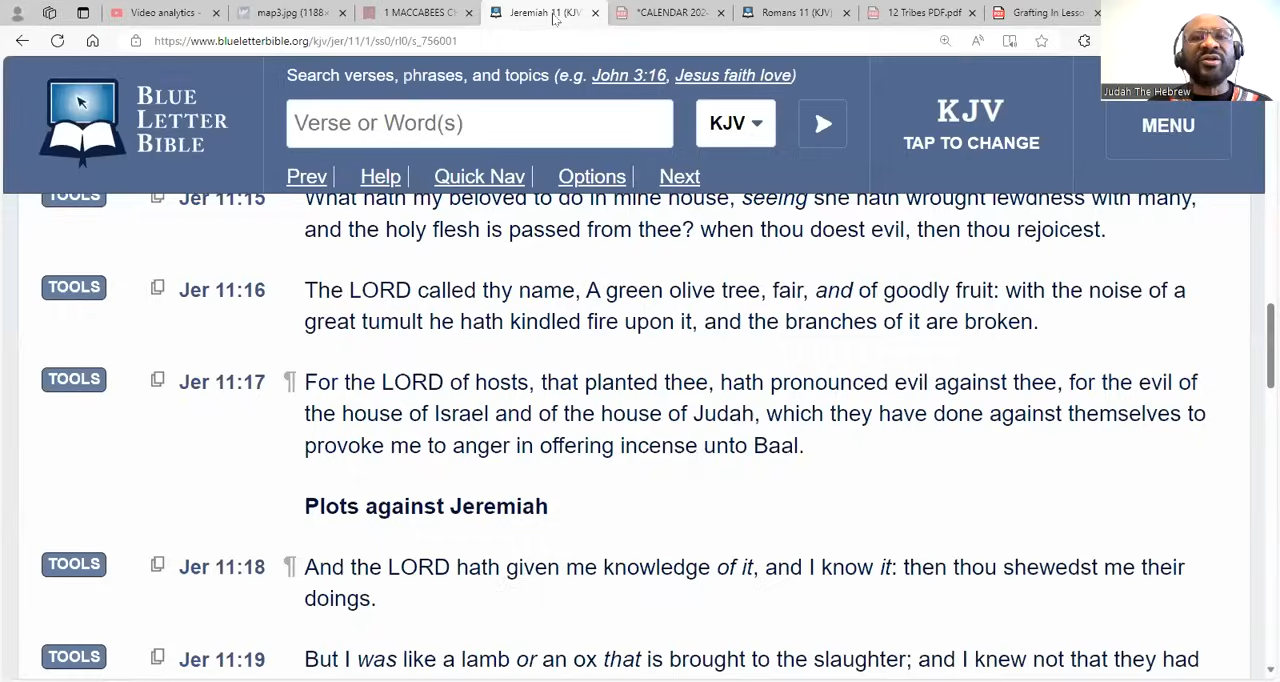 Video analytics -
map3.jpg (1188×
1 MACCABEES C
Jeremiah 11 (KJV
*CALENDAR 202
Romans 11 (KJV)
12 Tribes PDF.pdf
Grafting In Lesso
https://www.blueletterbible.org/kjv/jer/11/1/ss0/rl0/s_756001
Judah The Hebrew
BLUE LETTER BIBLE
Search verses, phrases, and topics (e.g. John 3:16, Jesus faith love)
Verse or Word(s)
KJV
KJV
TAP TO CHANGE
MENU
Prev | Help | Quick Nav | Options | Next
TOOLS Jer 11:15 What hath my beloved to do in mine house, seeing she hath wrought lewdness with many,
and the holy flesh is passed from thee? when thou doest evil, then thou rejoicest.
TOOLS Jer 11:16 The LORD called thy name, A green olive tree, fair, and of goodly fruit: with the noise of a
great tumult he hath kindled fire upon it, and the branches of it are broken.
TOOLS Jer 11:17 ¶ For the LORD of hosts, that planted thee, hath pronounced evil against thee, for the evil of
the house of Israel and of the house of Judah, which they have done against themselves to
provoke me to anger in offering incense unto Baal.
Plots against Jeremiah
TOOLS Jer 11:18 ¶ And the LORD hath given me knowledge of it, and I know it: then thou shewedst me their
doings.
TOOLS Jer 11:19 But I was like a lamb or an ox that is brought to the slaughter; and I knew not that they had